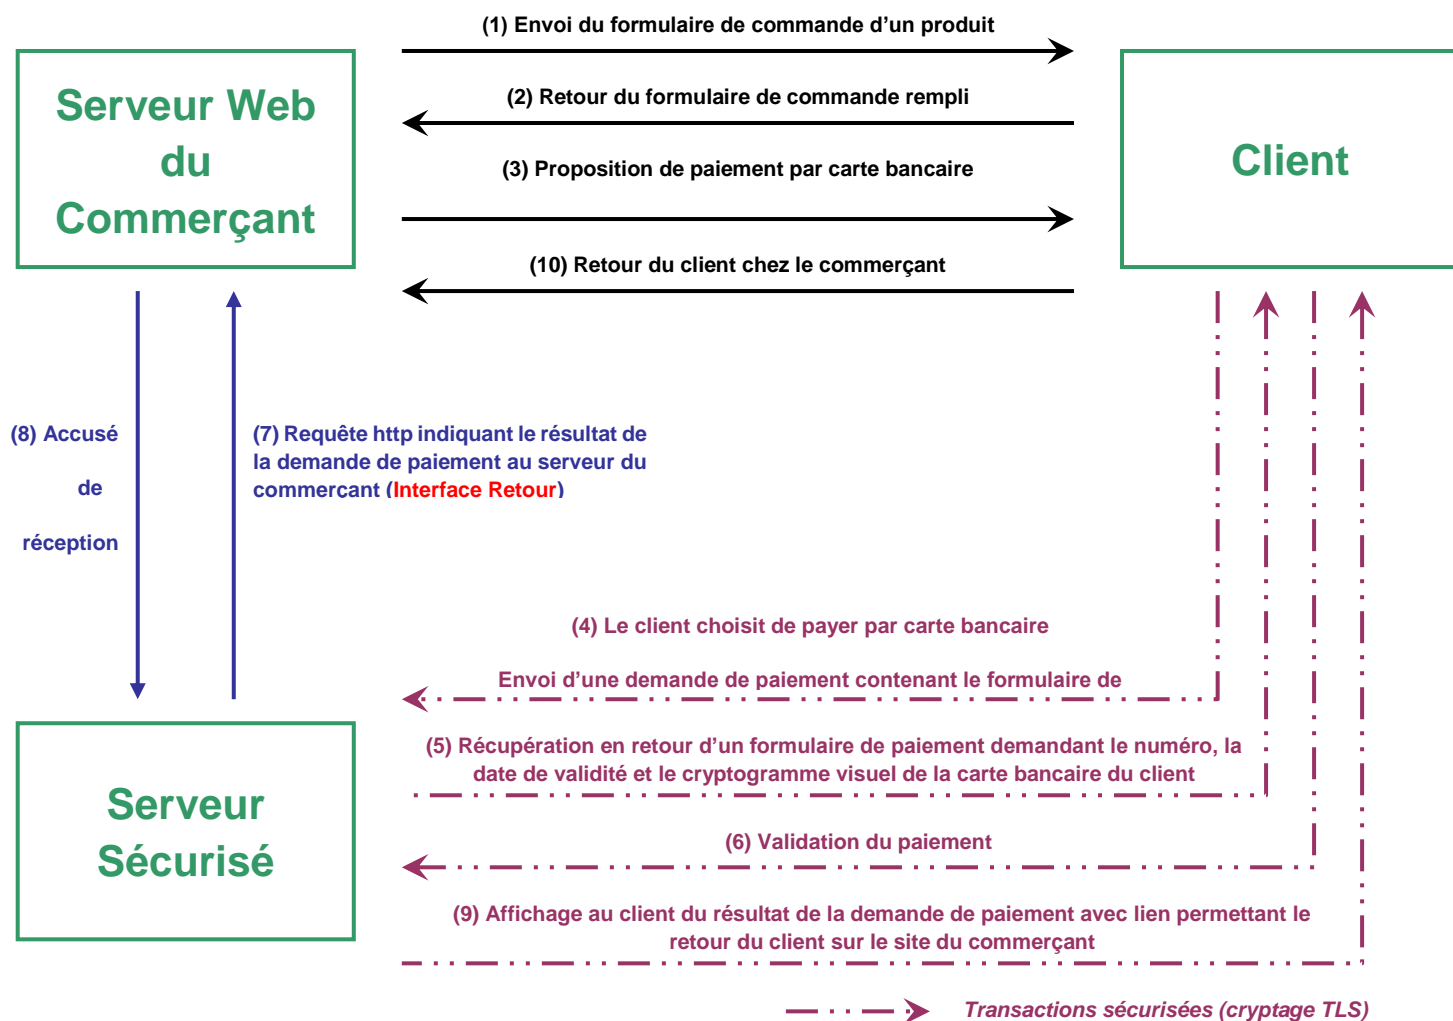 (1) Envoi du formulaire de commande d’un produit
Serveur Web
du
Commerçant
(2) Retour du formulaire de commande rempli
(3) Proposition de paiement par carte bancaire
(10) Retour du client chez le commerçant
Client
(8) Accusé
de
réception
(7) Requête http indiquant le résultat de
la demande de paiement au serveur du
commerçant (Interface Retour)
(4) Le client choisit de payer par carte bancaire
Envoi d’une demande de paiement contenant le formulaire de
(5) Récupération en retour d’un formulaire de paiement demandant le numéro, la
date de validité et le cryptogramme visuel de la carte bancaire du client
Serveur
Sécurisé
(6) Validation du paiement
(9) Affichage au client du résultat de la demande de paiement avec lien permettant le
retour du client sur le site du commerçant
Transactions sécurisées (cryptage TLS)